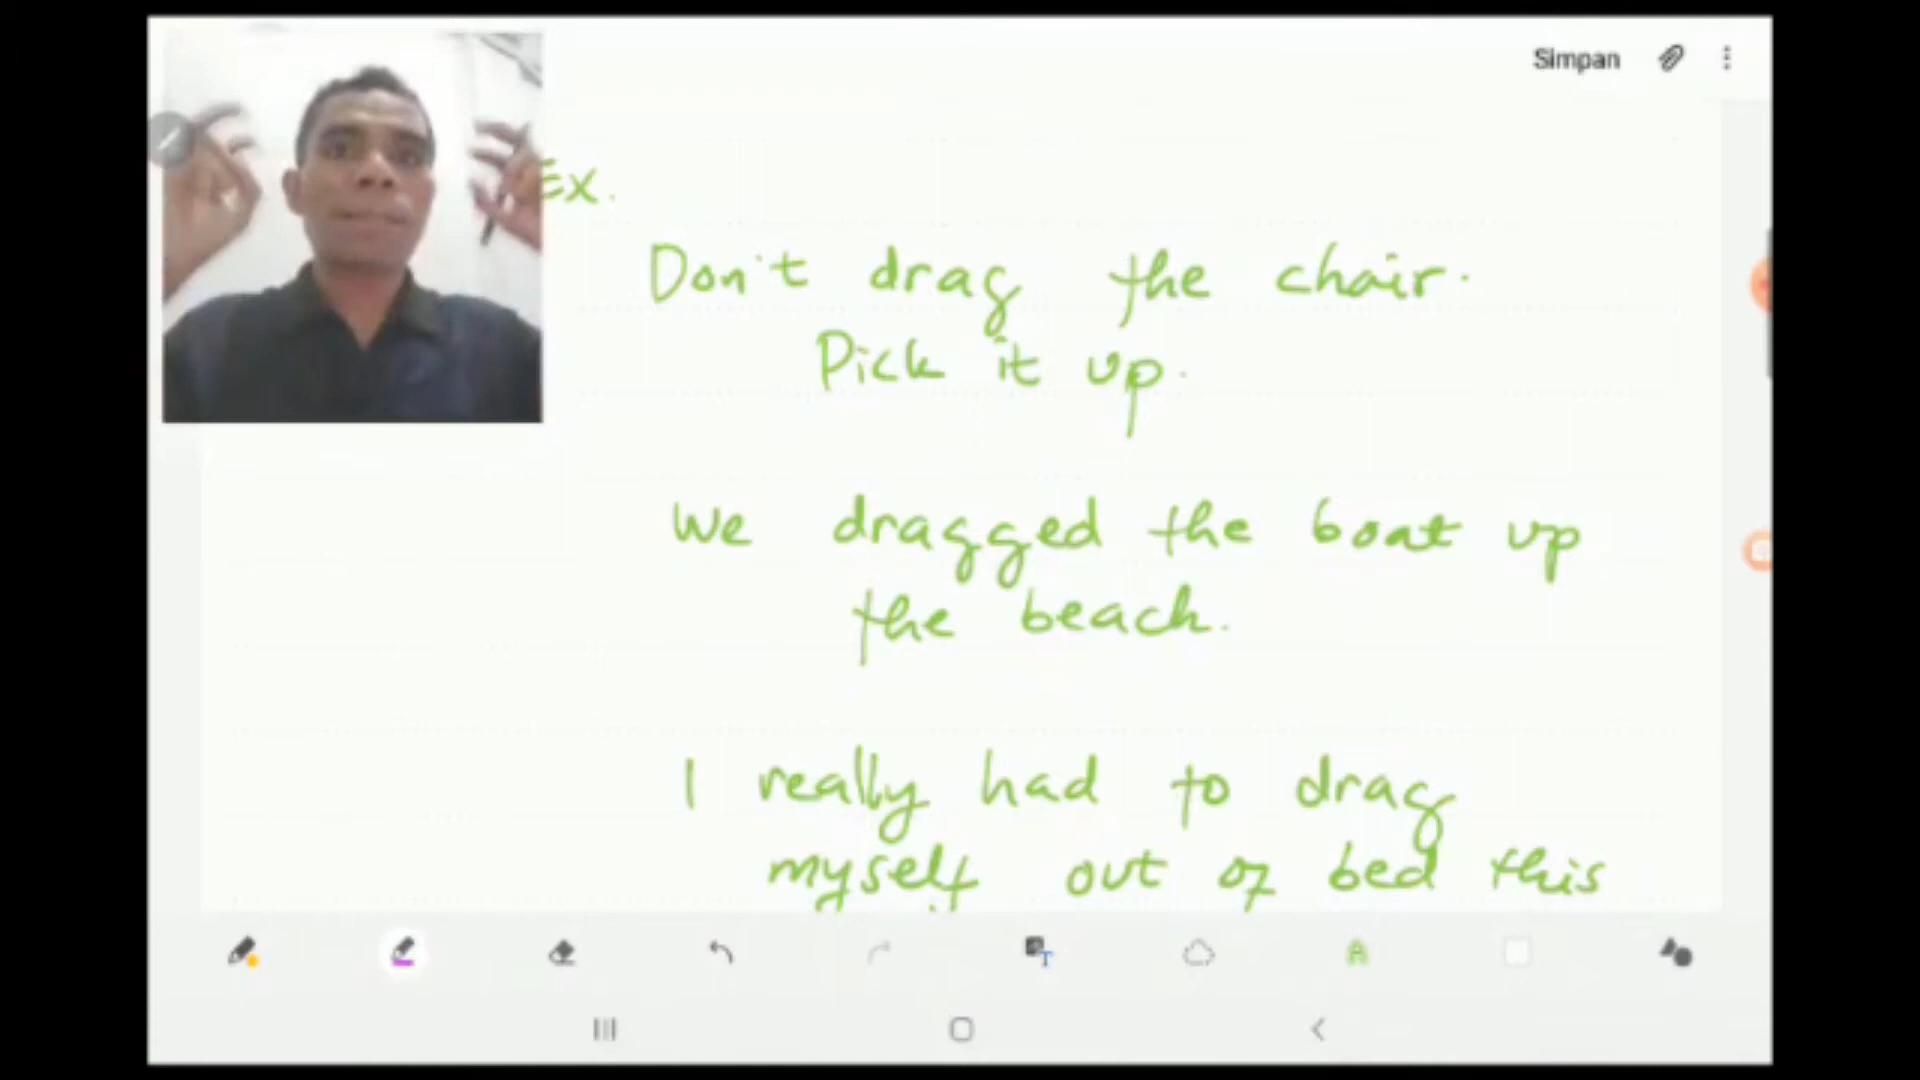 Simpan
Ex.
Don't drag the chair.
Pick it up.
We dragged the boat up
the beach.
I really had to drag
myself out of bed this